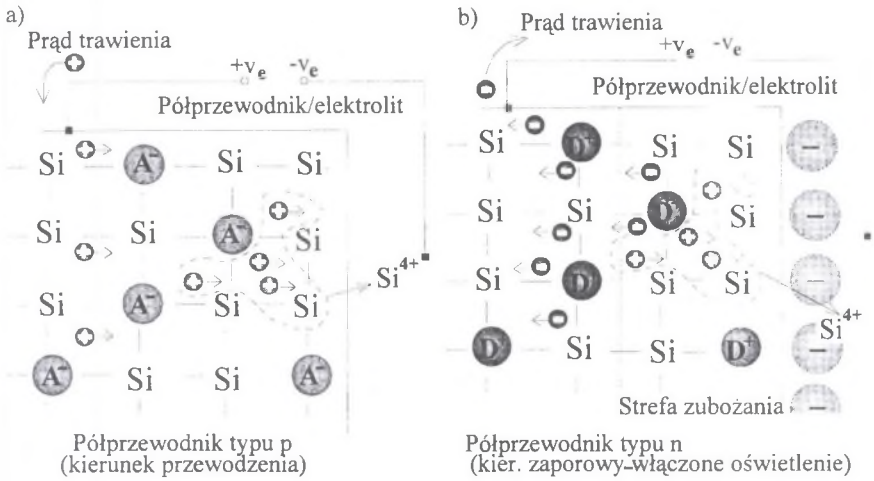 a)
Prąd trawienia
+ve -ve
Półprzewodnik/elektrolit
Si A⁻ Si Si
Si Si A⁻ Si
Si A⁻ Si Si
Si⁴⁺
A⁻ Si Si A⁻
Półprzewodnik typu p
(kierunek przewodzenia)
b)
Prąd trawienia
+ve -ve
Półprzewodnik/elektrolit
Si D⁺ Si Si −
Si Si D Si −
Si D Si Si −
Si⁴⁺
D Si Si D⁺ −
Strefa zubożania −
Półprzewodnik typu n
(kier. zaporowy-włączone oświetlenie)